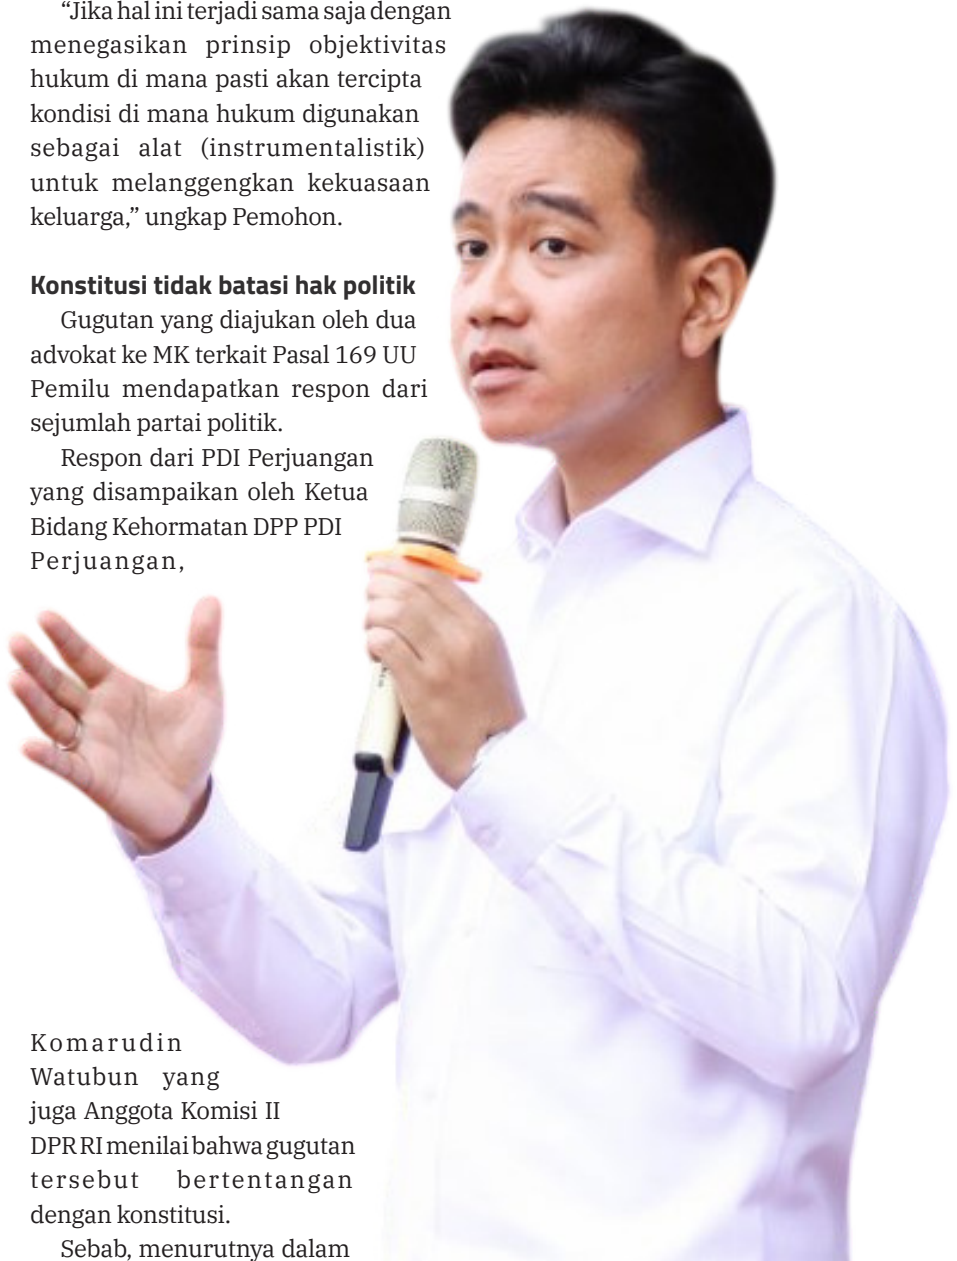 “Jika hal ini terjadi sama saja dengan
menegasikan prinsip objektivitas
hukum di mana pasti akan tercipta
kondisi di mana hukum digunakan
sebagai alat (instrumentalistik)
untuk melanggengkan kekuasaan
keluarga,” ungkap Pemohon.
Konstitusi tidak batasi hak politik
Gugutan yang diajukan oleh dua
advokat ke MK terkait Pasal 169 UU
Pemilu mendapatkan respon dari
sejumlah partai politik.
Respon dari PDI Perjuangan
yang disampaikan oleh Ketua
Bidang Kehormatan DPP PDI
Perjuangan,
Komarudin
Watubun yang
juga Anggota Komisi II
DPR RI menilai bahwa gugutan
tersebut bertentangan
dengan konstitusi.
Sebab, menurutnya dalam